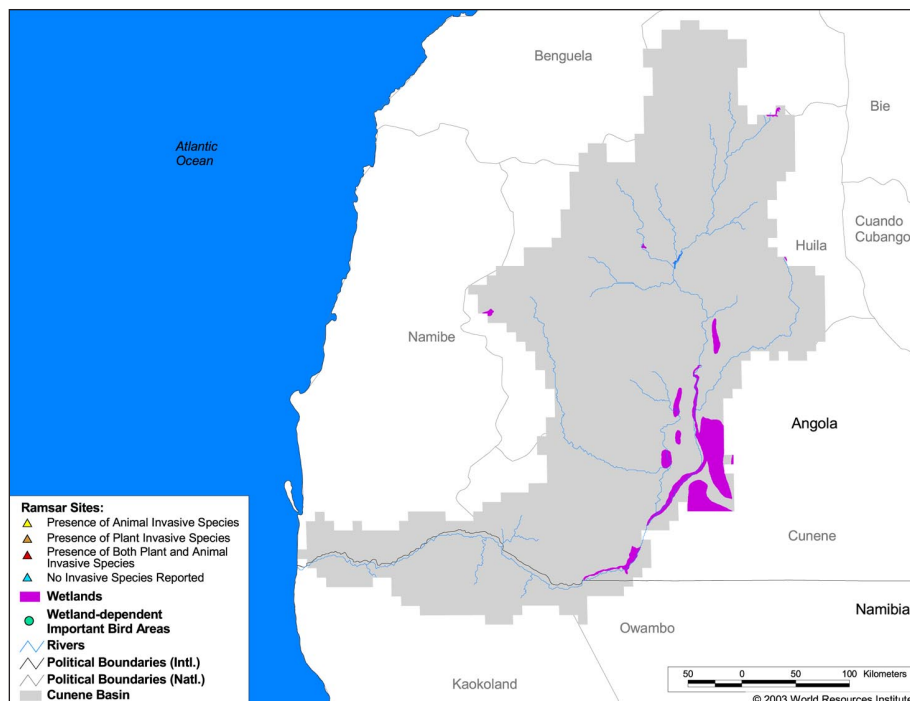 Benguela
Bie
Atlantic
Ocean
Cuando
Cubango
Huila
Namibe
Angola
Cunene
Namibia
Owambo
Kaokoland
Ramsar Sites:
Presence of Animal Invasive Species
Presence of Plant Invasive Species
Presence of Both Plant and Animal
Invasive Species
No Invasive Species Reported
Wetlands
Wetland-dependent
Important Bird Areas
Rivers
Political Boundaries (Intl.)
Political Boundaries (Natl.)
Cunene Basin
50 0 50 100 Kilometers
© 2003 World Resources Institute